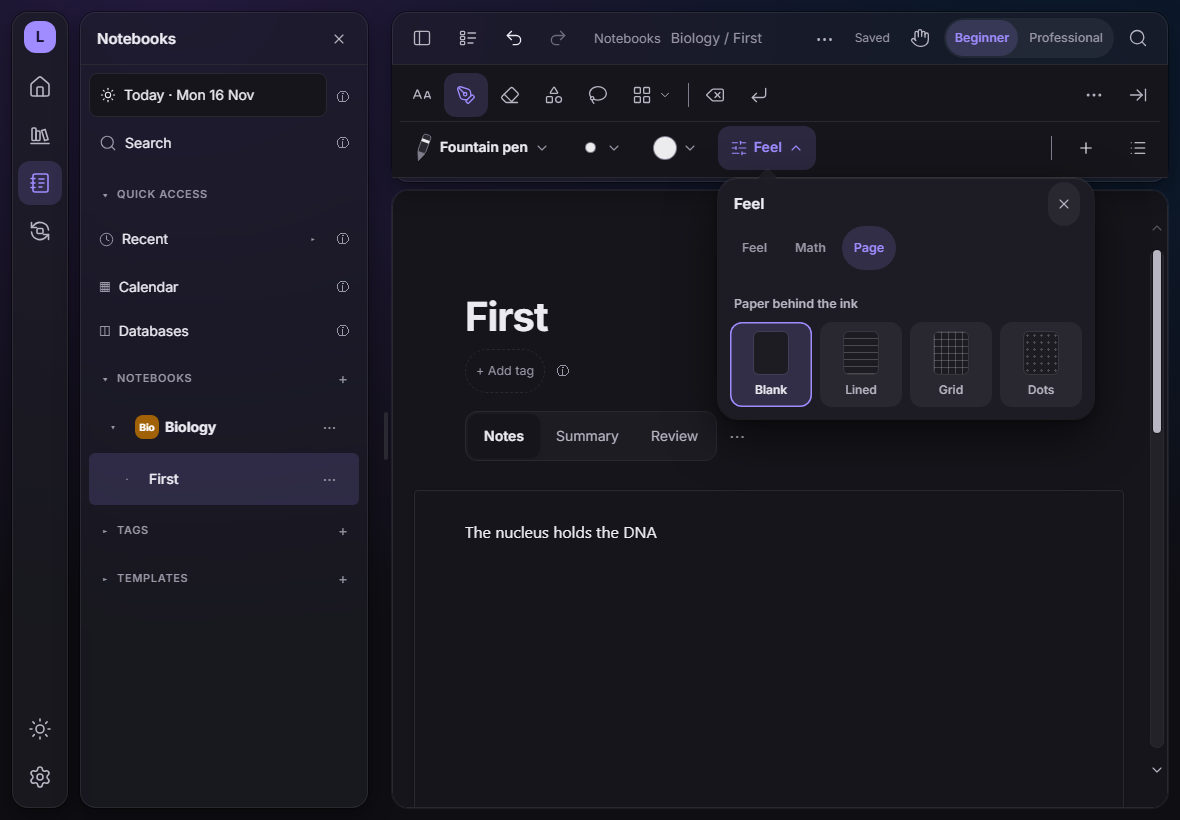 L
Notebooks
Today · Mon 16 Nov
Search
QUICK ACCESS
Recent
Calendar
Databases
NOTEBOOKS
Bio Biology
First
TAGS
TEMPLATES
Notebooks Biology / First
Saved
Beginner Professional
AA
Fountain pen
Feel
Feel
Feel Math Page
Paper behind the ink
Blank Lined Grid Dots
First
+ Add tag
Notes Summary Review
The nucleus holds the DNA